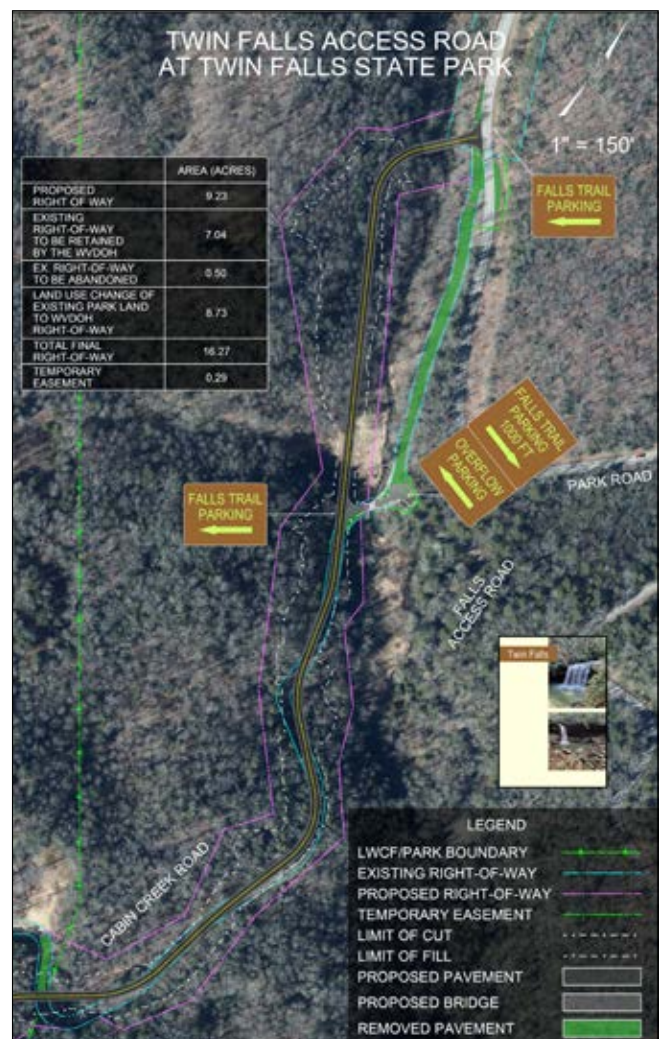 TWIN FALLS ACCESS ROAD
AT TWIN FALLS STATE PARK
1" = 150'
AREA (ACRES)
PROPOSED
RIGHT OF WAY
9.23
EXISTING
RIGHT-OF-WAY
TO BE RETAINED
BY THE WVDOH
7.04
EX. RIGHT-OF-WAY
TO BE ABANDONED
0.50
LAND USE CHANGE OF
EXISTING PARK LAND
TO WVDOH
RIGHT-OF-WAY
8.73
TOTAL FINAL
RIGHT-OF-WAY
16.27
TEMPORARY
EASEMENT
0.29
FALLS TRAIL
PARKING
FALLS TRAIL
PARKING
1000 FT
OVERFLOW
PARKING
PARK ROAD
FALLS TRAIL
PARKING
FALLS
ACCESS ROAD
Twin Falls
CABIN CREEK ROAD
LEGEND
LWCF/PARK BOUNDARY
EXISTING RIGHT-OF-WAY
PROPOSED RIGHT-OF-WAY
TEMPORARY EASEMENT
LIMIT OF CUT
LIMIT OF FILL
PROPOSED PAVEMENT
PROPOSED BRIDGE
REMOVED PAVEMENT